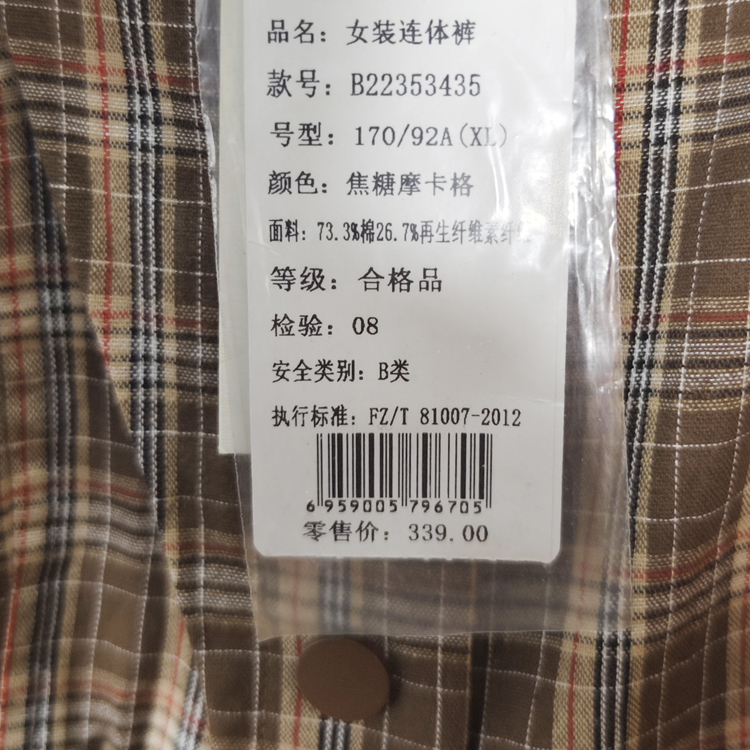 品名：女装连体裤
款号：B22353435
号型：170/92A(XL)
颜色：焦糖摩卡格
面料：73.3%棉26.7%再生纤维素纤维
等级：合格品
检验：08
安全类别：B类
执行标准：FZ/T 81007-2012
6 959005 796705
零售价：339.00